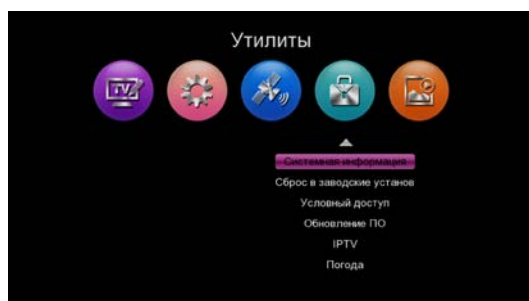 Утилиты
TV
Системная информация
Сброс в заводские установ
Условный доступ
Обновление ПО
IPTV
Погода